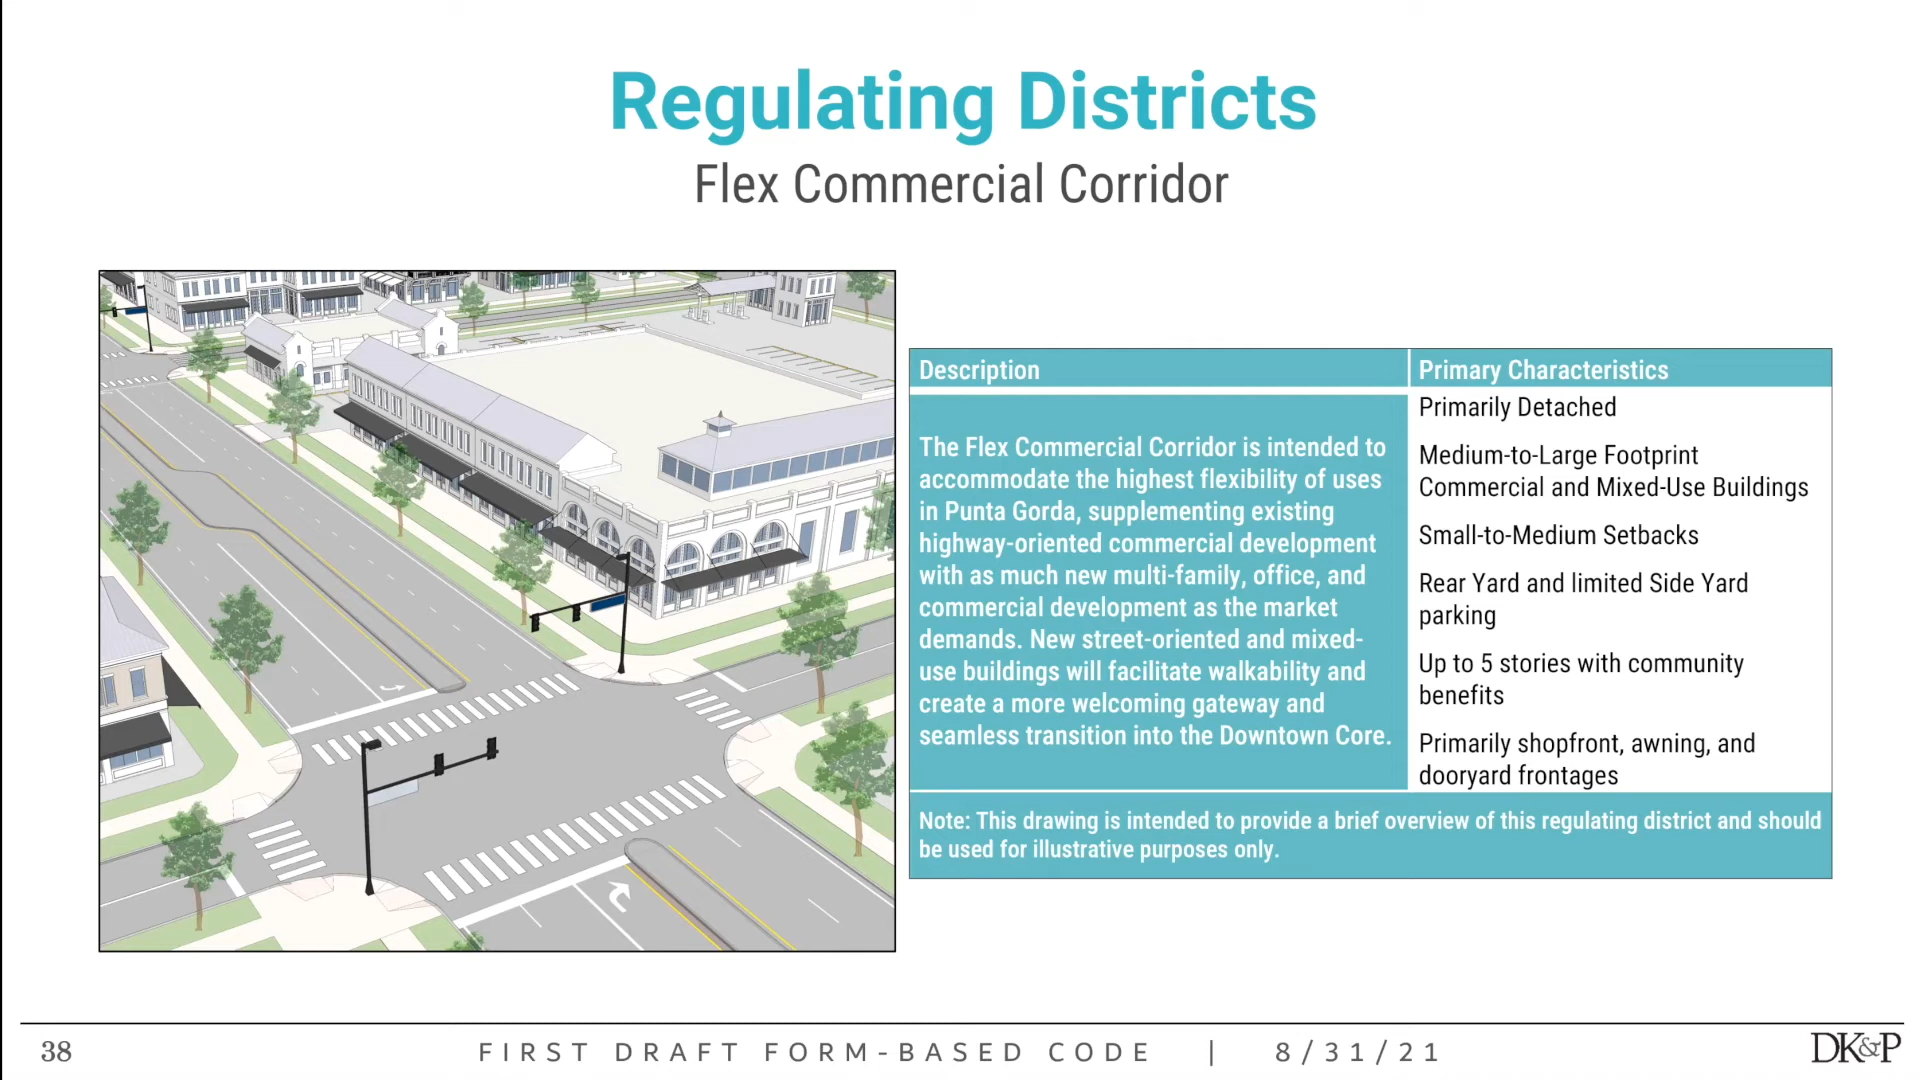 Regulating Districts
Flex Commercial Corridor
Description
The Flex Commercial Corridor is intended to
accommodate the highest flexibility of uses
in Punta Gorda, supplementing existing
highway-oriented commercial development
with as much new multi-family, office, and
commercial development as the market
demands. New street-oriented and mixed-
use buildings will facilitate walkability and
create a more welcoming gateway and
seamless transition into the Downtown Core.
Primary Characteristics
Primarily Detached
Medium-to-Large Footprint
Commercial and Mixed-Use Buildings
Small-to-Medium Setbacks
Rear Yard and limited Side Yard
parking
Up to 5 stories with community
benefits
Primarily shopfront, awning, and
dooryard frontages
Note: This drawing is intended to provide a brief overview of this regulating district and should
be used for illustrative purposes only.
38
FIRST DRAFT FORM-BASED CODE | 8/31/21
DK&P